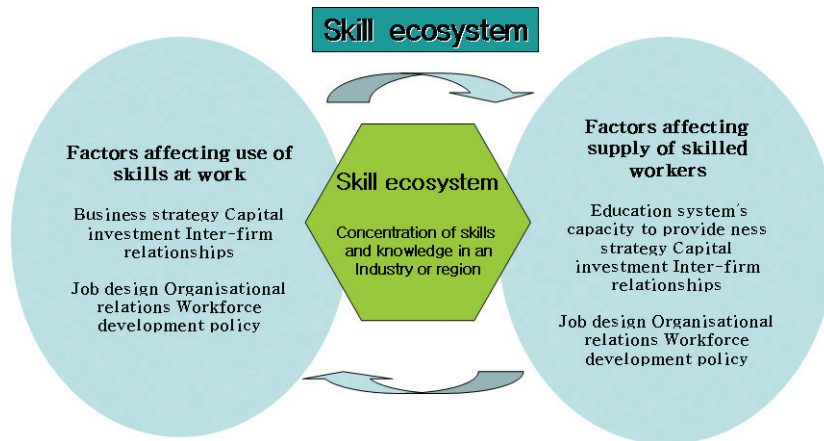 Skill ecosystem
Factors affecting use of
skills at work
Business strategy Capital
investment Inter-firm
relationships
Job design Organisational
relations Workforce
development policy
Skill ecosystem
Concentration of skills
and knowledge in an
Industry or region
Factors affecting
supply of skilled
workers
Education system's
capacity to provide ness
strategy Capital
investment Inter-firm
relationships
Job design Organisational
relations Workforce
development policy